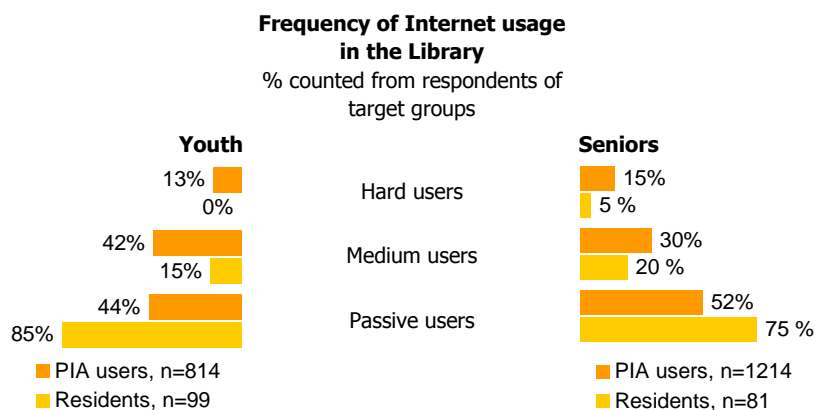 Frequency of Internet usage
in the Library
% counted from respondents of
target groups
Youth
Seniors
13%
0%
Hard users
15%
5 %
42%
15%
Medium users
30%
20 %
44%
85%
Passive users
52%
75 %
PIA users, n=814
Residents, n=99
PIA users, n=1214
Residents, n=81